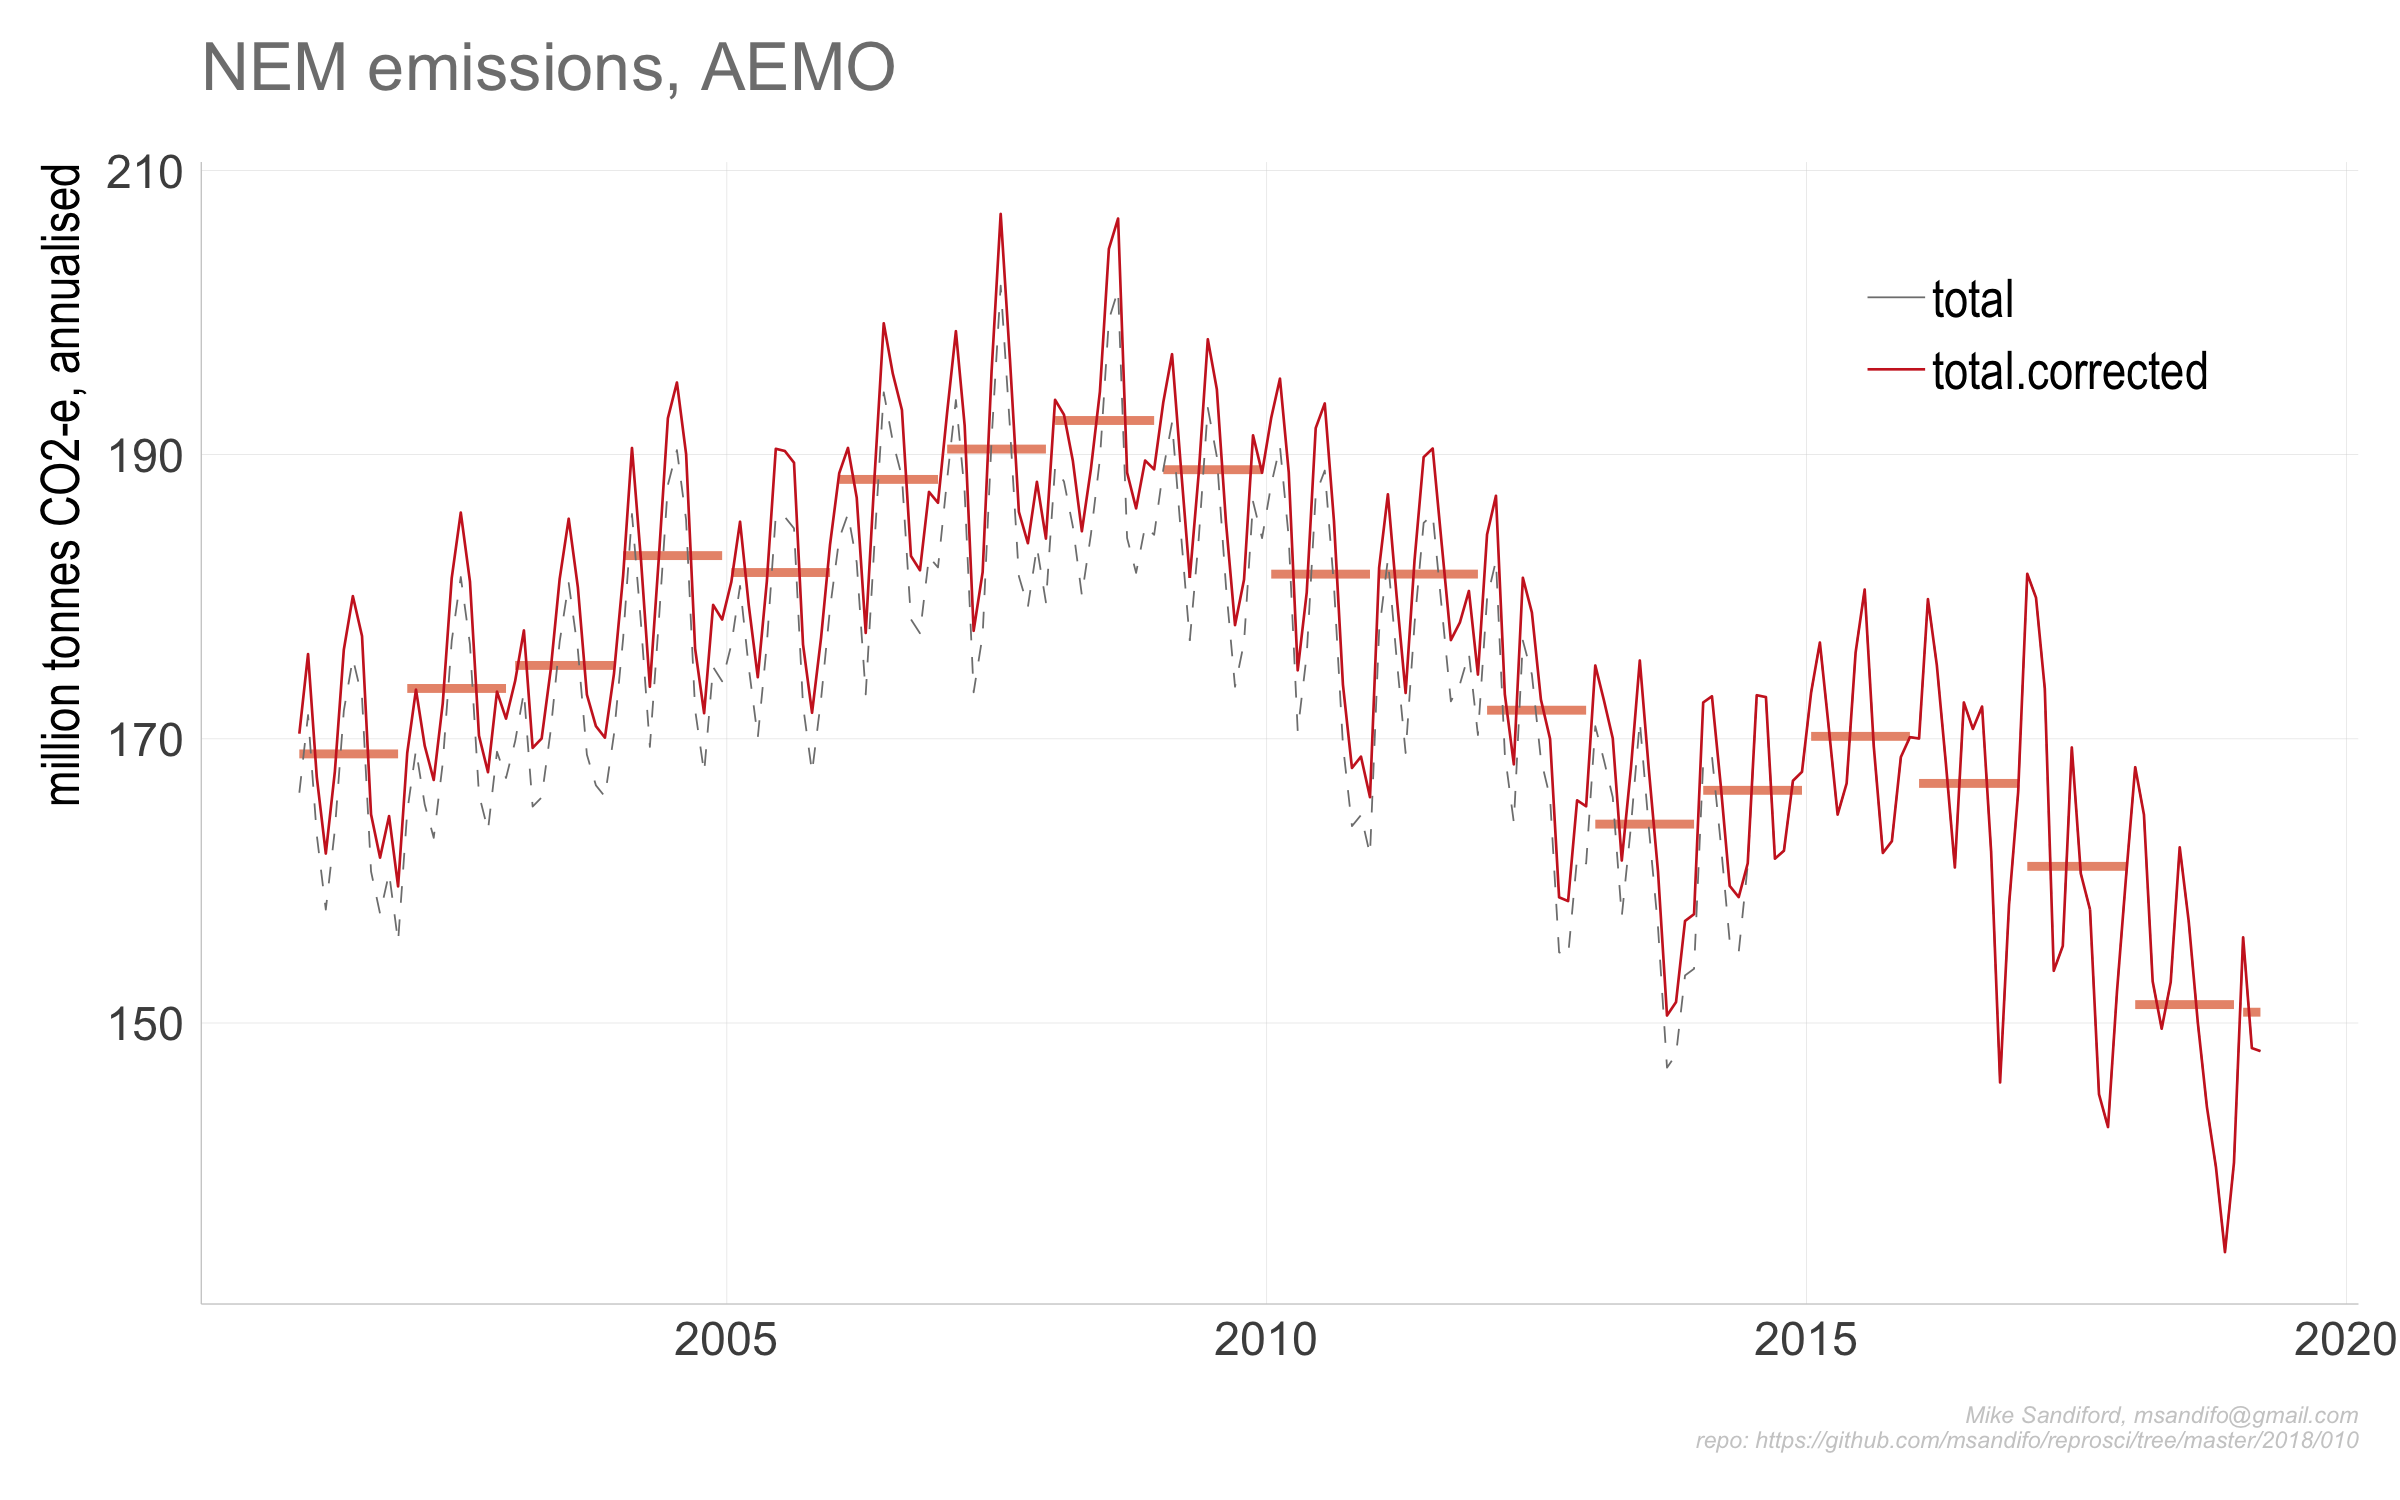 NEM emissions, AEMO
million tonnes CO2-e, annualised
210
190
170
150
total
total.corrected
2005
2010
2015
2020
Mike Sandiford, msandifo@gmail.com
repo: https://github.com/msandifo/reprosci/tree/master/2018/010